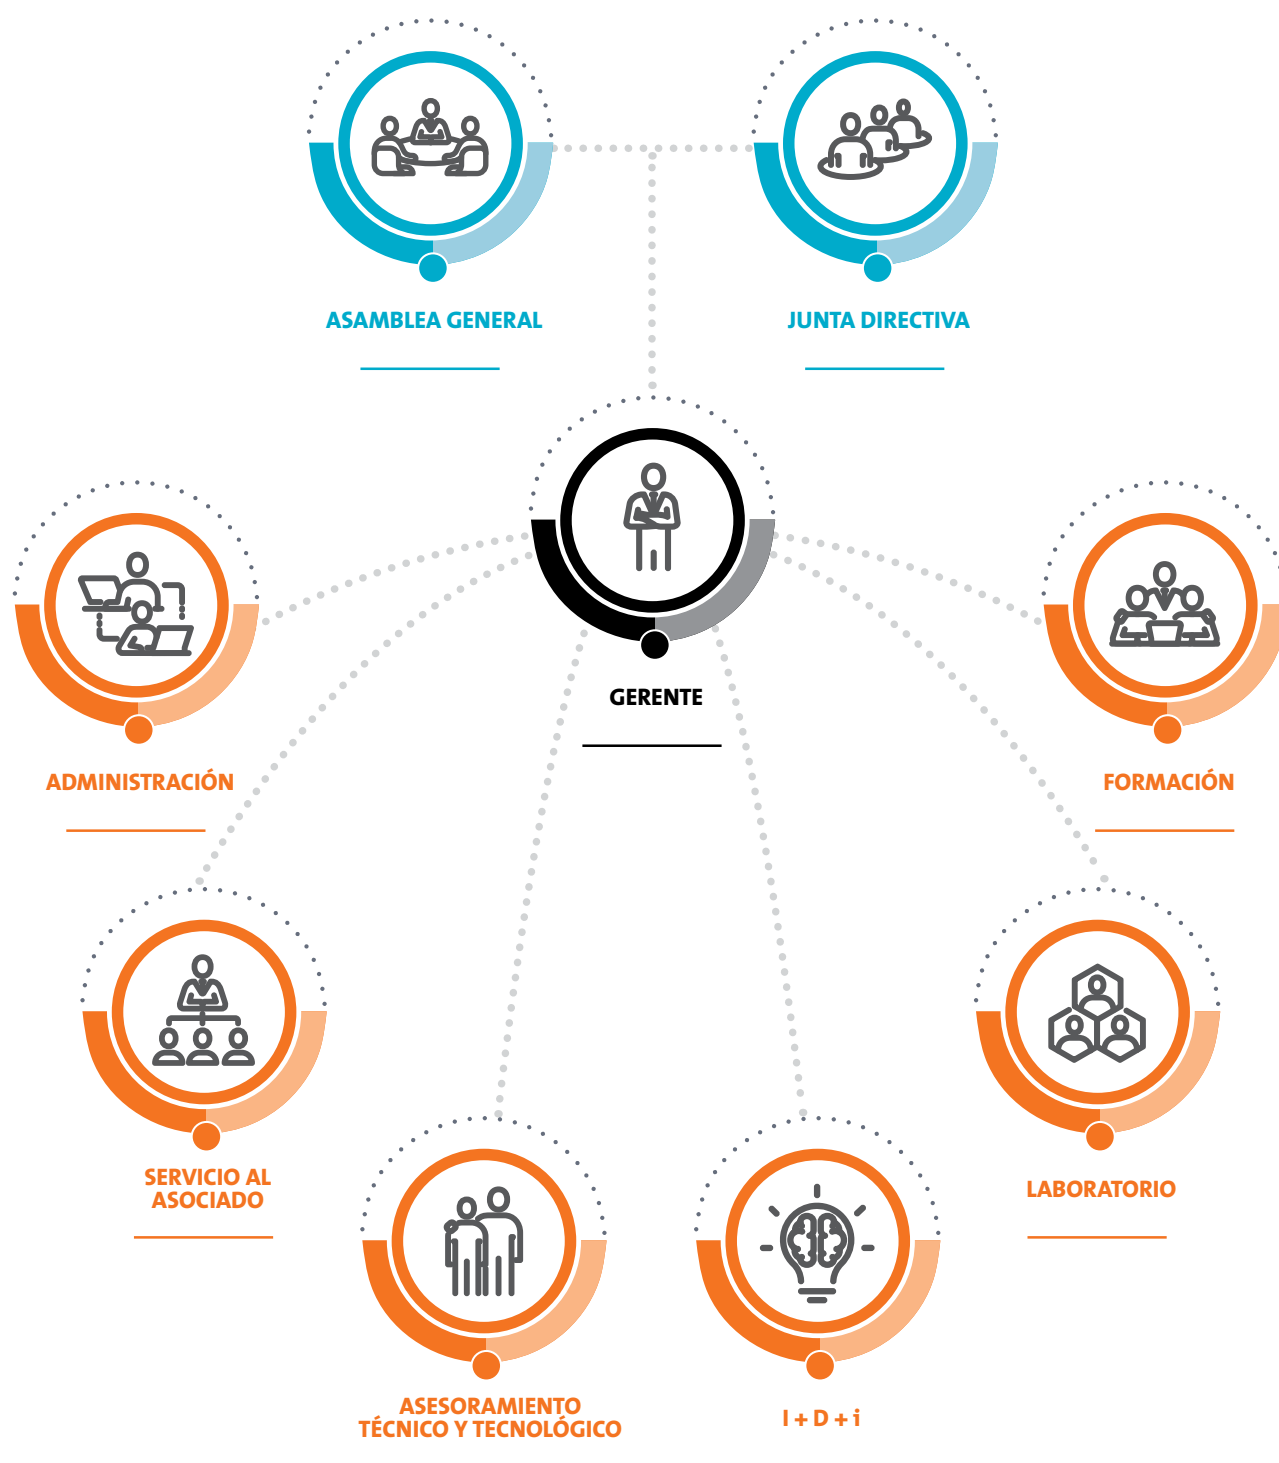 ASAMBLEA GENERAL
JUNTA DIRECTIVA
GERENTE
ADMINISTRACIÓN
FORMACIÓN
SERVICIO AL
ASOCIADO
LABORATORIO
ASESORAMIENTO
TÉCNICO Y TECNOLÓGICO
I + D + i